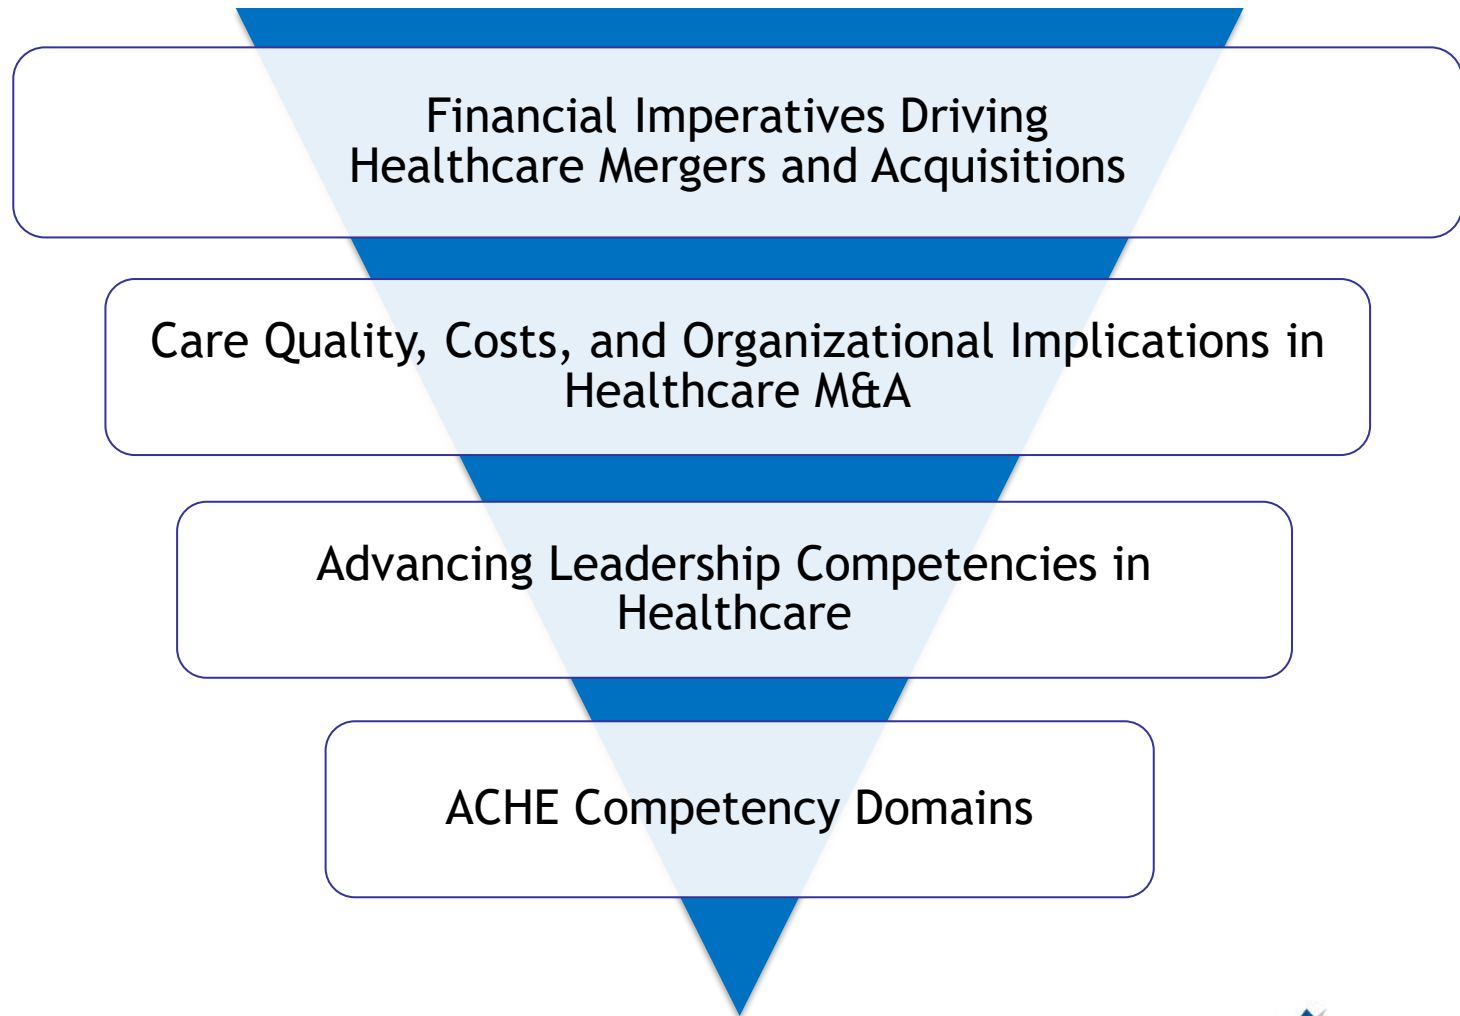 Financial Imperatives Driving
Healthcare Mergers and Acquisitions
Care Quality, Costs, and Organizational Implications in
Healthcare M&A
Advancing Leadership Competencies in
Healthcare
ACHE Competency Domains